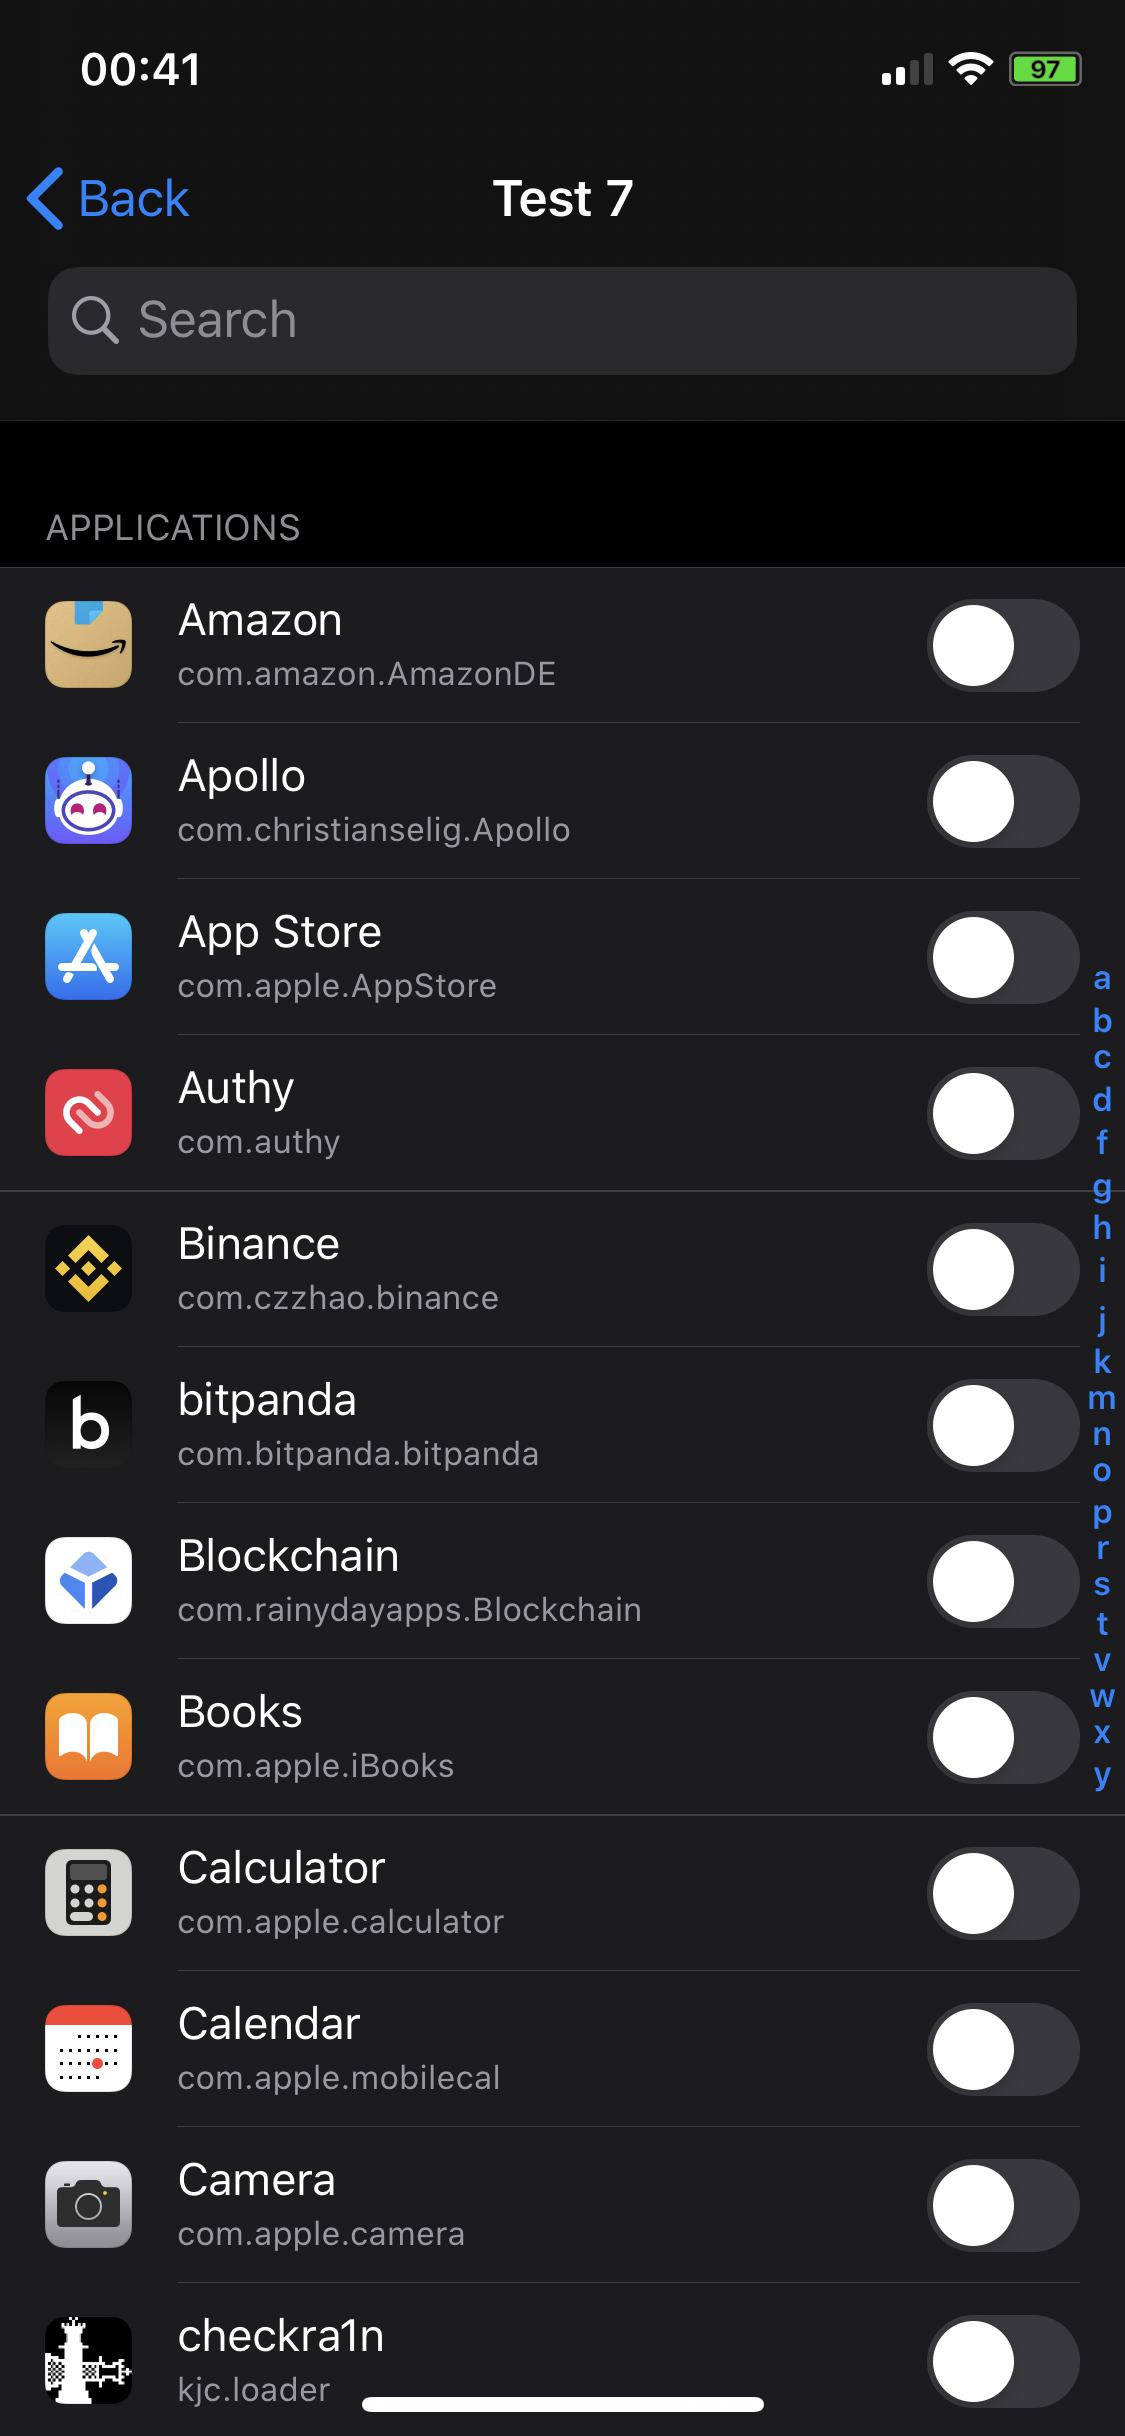 00:41
97
Back
Test 7
Search
APPLICATIONS
Amazon
com.amazon.AmazonDE
Apollo
com.christianselig.Apollo
App Store
com.apple.AppStore
Authy
com.authy
Binance
com.czzhao.binance
bitpanda
com.bitpanda.bitpanda
Blockchain
com.rainydayapps.Blockchain
Books
com.apple.iBooks
Calculator
com.apple.calculator
Calendar
com.apple.mobilecal
Camera
com.apple.camera
checkra1n
kjc.loader
a
b
c
d
f
g
h
i
j
k
m
n
o
p
r
s
t
v
w
x
y